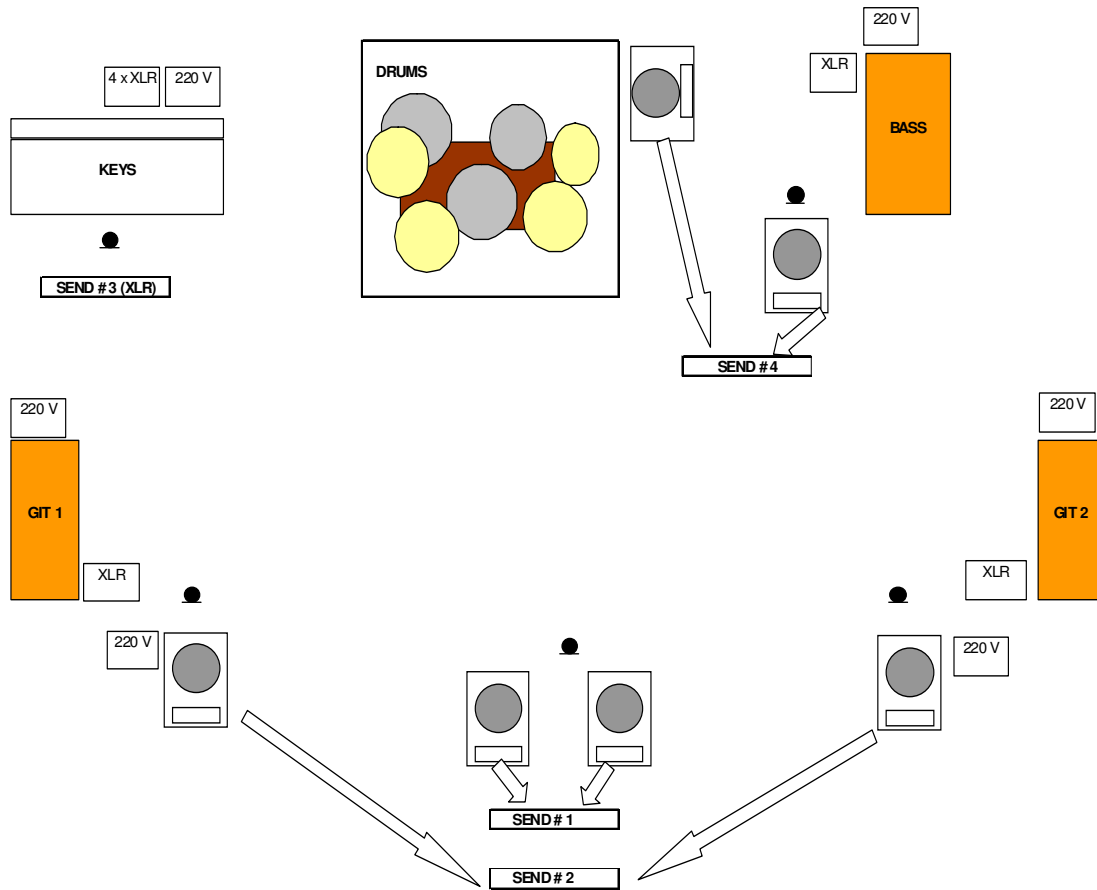 220 V
XLR
4 x XLR
220 V
DRUMS
BASS
KEYS
SEND # 3 (XLR)
SEND # 4
220 V
220 V
GIT 1
GIT 2
XLR
XLR
220 V
220 V
SEND # 1
SEND # 2